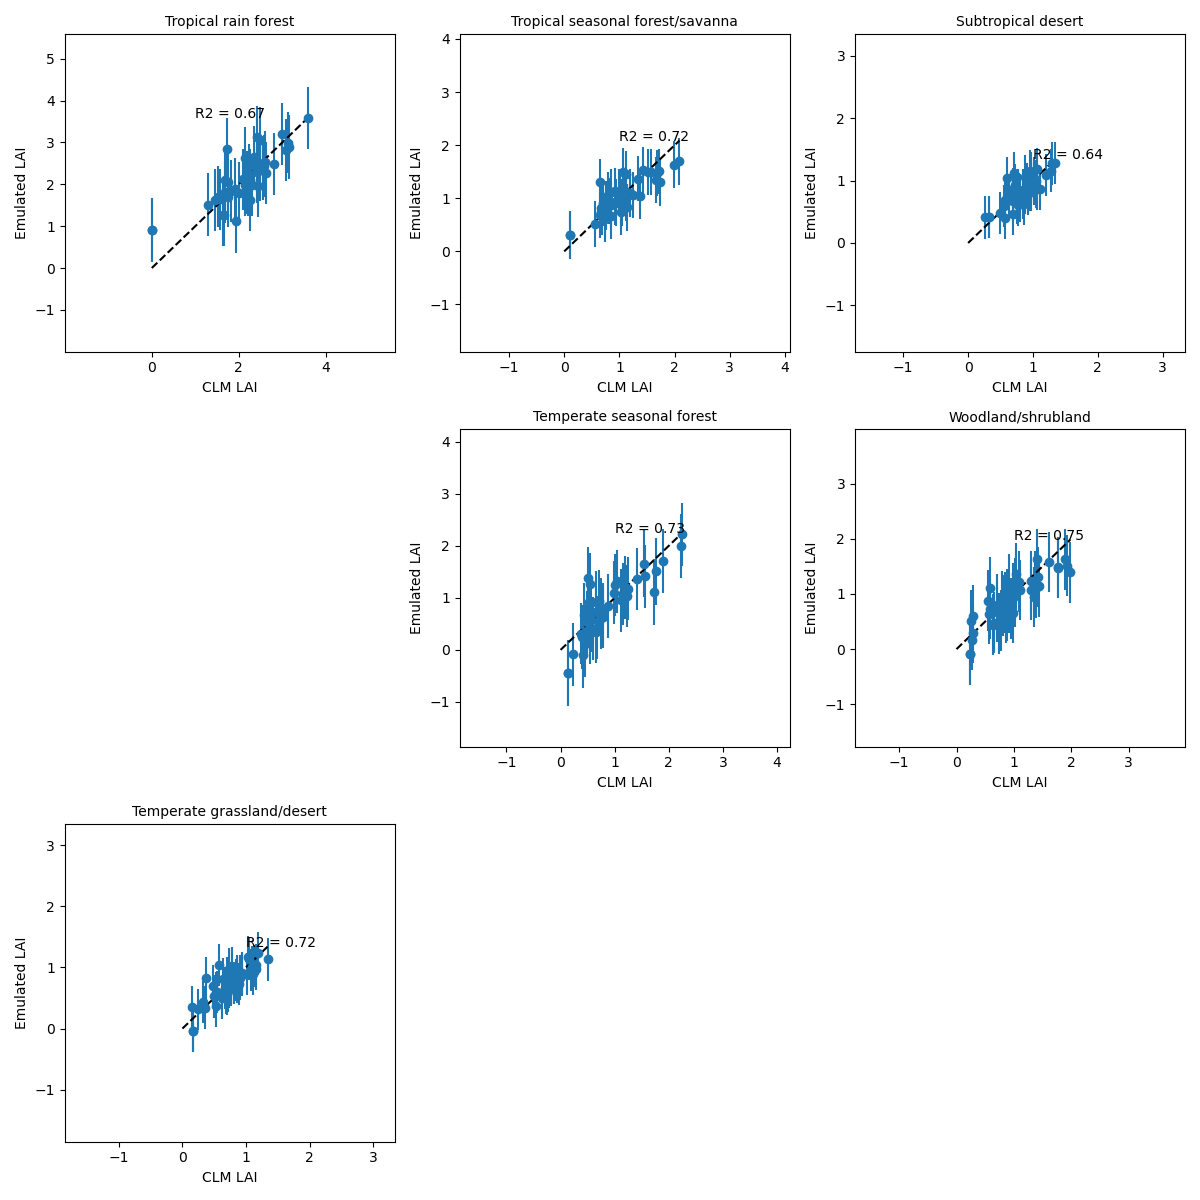 Tropical rain forest
R2 = 0.67
Emulated LAI
5
4
3
2
1
0
−1
0 2 4
CLM LAI
Tropical seasonal forest/savanna
R2 = 0.72
Emulated LAI
4
3
2
1
0
−1
−1 0 1 2 3 4
CLM LAI
Subtropical desert
R2 = 0.64
Emulated LAI
3
2
1
0
−1
−1 0 1 2 3
CLM LAI
Temperate seasonal forest
R2 = 0.73
Emulated LAI
4
3
2
1
0
−1
−1 0 1 2 3 4
CLM LAI
Woodland/shrubland
R2 = 0.75
Emulated LAI
3
2
1
0
−1
−1 0 1 2 3
CLM LAI
Temperate grassland/desert
R2 = 0.72
Emulated LAI
3
2
1
0
−1
−1 0 1 2 3
CLM LAI